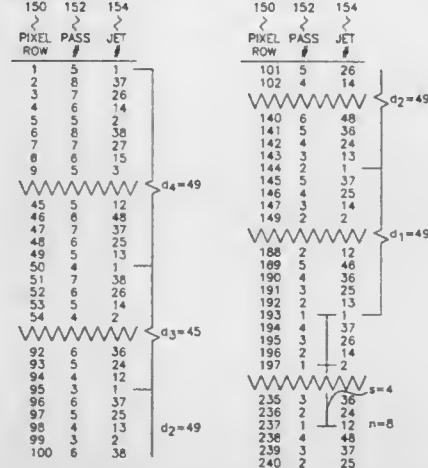 150 152 154
PIXEL ROW PASS # JET #
1 5 1
2 8 37
3 7 26
4 6 14
5 5 2
6 8 38
7 7 27
8 6 15
9 5 3
d4=49
45 5 12
46 8 48
47 7 37
48 6 25
49 5 13
50 4 1
51 7 38
52 6 26
53 5 14
54 4 2
d3=45
92 6 36
93 5 24
94 4 12
95 3 1
96 6 37
97 5 25
98 4 13
99 3 2
100 6 38
d2=49
150 152 154
PIXEL ROW PASS # JET #
101 5 26
102 4 14
d2=49
140 6 48
141 5 36
142 4 24
143 3 13
144 2 1
145 5 37
146 4 25
147 3 14
149 2 2
d1=49
188 2 12
189 5 46
190 4 36
191 3 25
192 2 13
193 1 1
194 4 37
195 3 26
196 2 14
197 1 2
s=4
235 3 36
236 2 24
237 1 12
n=8
238 4 48
239 3 37
240 2 25